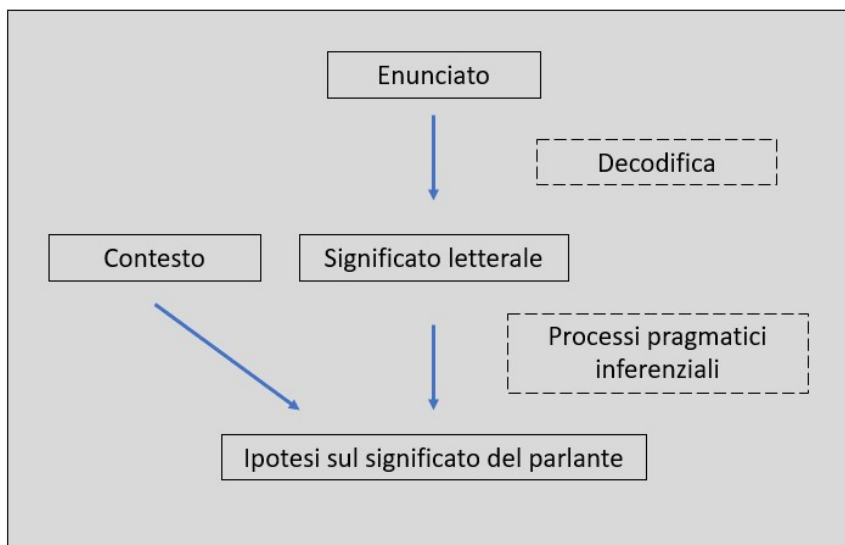 Enunciato
Decodifica
Contesto
Significato letterale
Processi pragmatici
inferenziali
Ipotesi sul significato del parlante